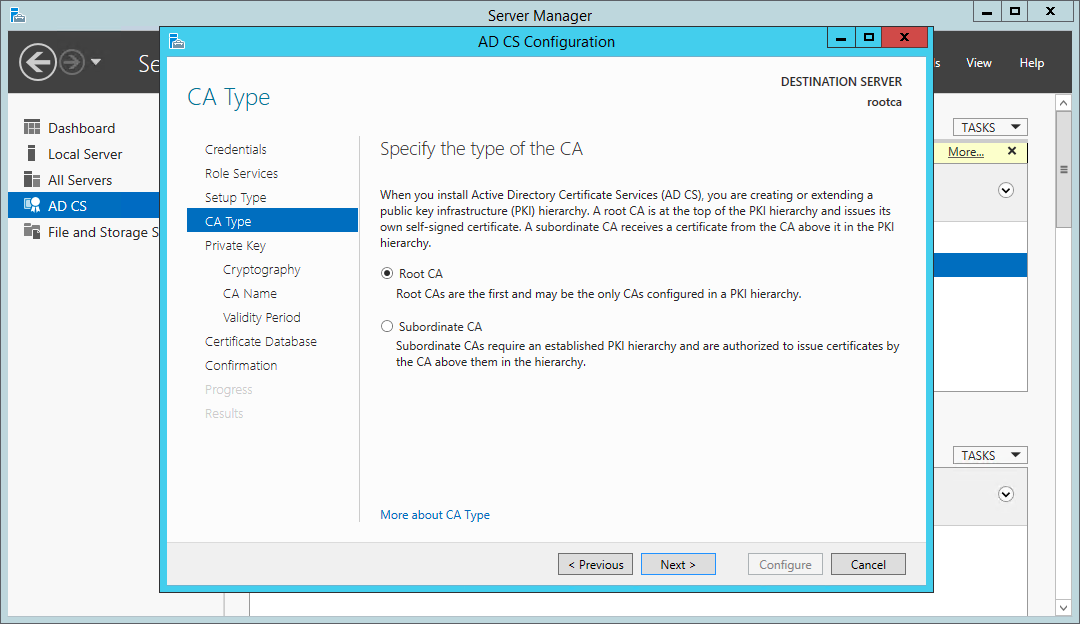 Server Manager
AD CS Configuration
View
Help
Dashboard
Local Server
All Servers
AD CS
File and Storage S
TASKS
More...
TASKS
CA Type
DESTINATION SERVER
rootca
Credentials
Role Services
Setup Type
CA Type
Private Key
Cryptography
CA Name
Validity Period
Certificate Database
Confirmation
Progress
Results
Specify the type of the CA
When you install Active Directory Certificate Services (AD CS), you are creating or extending a
public key infrastructure (PKI) hierarchy. A root CA is at the top of the PKI hierarchy and issues its
own self-signed certificate. A subordinate CA receives a certificate from the CA above it in the PKI
hierarchy.
Root CA
Root CAs are the first and may be the only CAs configured in a PKI hierarchy.
Subordinate CA
Subordinate CAs require an established PKI hierarchy and are authorized to issue certificates by
the CA above them in the hierarchy.
More about CA Type
< Previous
Next >
Configure
Cancel